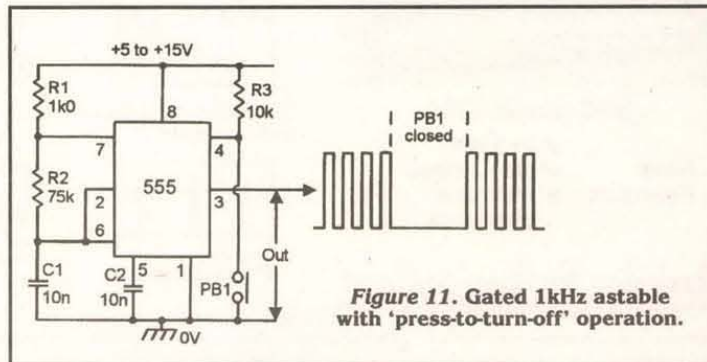 +5 to +15V
R1
1k0
R3
10k
8
7
4
555
R2
75k
2
3
6
C1
10n
C2
10n
5
1
PB1
Out
0V
PB1
closed
Figure 11. Gated 1kHz astable
with ‘press-to-turn-off’ operation.